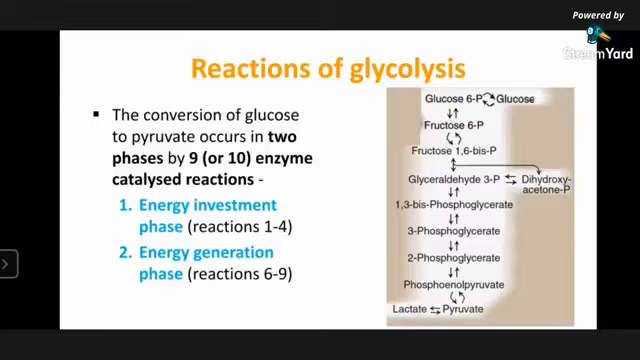 Powered by
StreamYard
Reactions of glycolysis
▪ The conversion of glucose
to pyruvate occurs in two
phases by 9 (or 10) enzyme
catalysed reactions -
1. Energy investment
phase (reactions 1-4)
2. Energy generation
phase (reactions 6-9)
Glucose 6-P Glucose
Fructose 6-P
Fructose 1,6-bis-P
Glyceraldehyde 3-P ⇆ Dihydroxy-
acetone-P
1,3-bis-Phosphoglycerate
3-Phosphoglycerate
2-Phosphoglycerate
Phosphoenolpyruvate
Lactate ⇆ Pyruvate